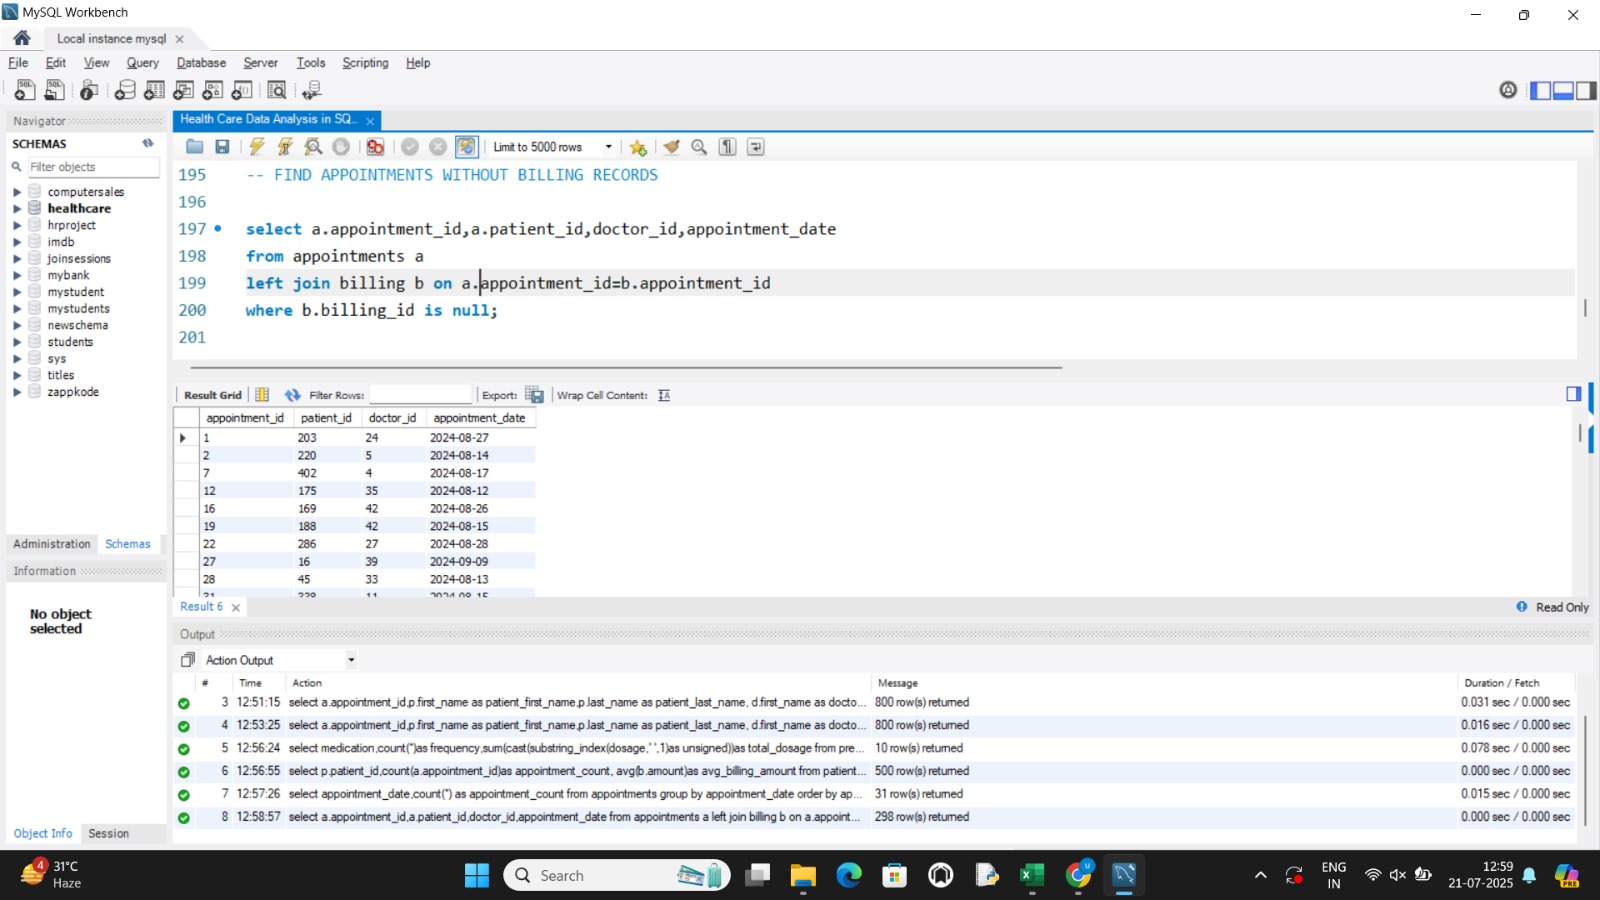 MySQL Workbench
Local instance mysql
File Edit View Query Database Server Tools Scripting Help
Navigator
SCHEMAS
Filter objects
computersales
healthcare
hrproject
imdb
joinsessions
mybank
mystudent
mystudents
newschema
students
sys
titles
zappkode
Administration Schemas
Information
No object
selected
Object Info Session
Health Care Data Analysis in SQ...
Limit to 5000 rows
195 -- FIND APPOINTMENTS WITHOUT BILLING RECORDS
196
197 select a.appointment_id,a.patient_id,doctor_id,appointment_date
198 from appointments a
199 left join billing b on a.appointment_id=b.appointment_id
200 where b.billing_id is null;
201
Result Grid Filter Rows: Export: Wrap Cell Content:
appointment_id patient_id doctor_id appointment_date
1 203 24 2024-08-27
2 220 5 2024-08-14
7 402 4 2024-08-17
12 175 35 2024-08-12
16 169 42 2024-08-26
19 188 42 2024-08-15
22 286 27 2024-08-28
27 16 39 2024-09-09
28 45 33 2024-08-13
Result 6 Read Only
Output
Action Output
# Time Action Message Duration / Fetch
3 12:51:15 select a.appointment_id,p.first_name as patient_first_name,p.last_name as patient_last_name, d.first_name as docto... 800 row(s) returned 0.031 sec / 0.000 sec
4 12:53:25 select a.appointment_id,p.first_name as patient_first_name,p.last_name as patient_last_name, d.first_name as docto... 800 row(s) returned 0.016 sec / 0.000 sec
5 12:56:24 select medication,count(*)as frequency,sum(cast(substring_index(dosage,' ',1)as unsigned))as total_dosage from pre... 10 row(s) returned 0.078 sec / 0.000 sec
6 12:56:55 select p.patient_id,count(a.appointment_id)as appointment_count, avg(b.amount)as avg_billing_amount from patient... 500 row(s) returned 0.000 sec / 0.000 sec
7 12:57:26 select appointment_date,count(*) as appointment_count from appointments group by appointment_date order by ap... 31 row(s) returned 0.015 sec / 0.000 sec
8 12:58:57 select a.appointment_id,a.patient_id,doctor_id,appointment_date from appointments a left join billing b on a.appoint... 298 row(s) returned 0.000 sec / 0.000 sec
4
31°C
Haze
Search
ENG
IN
12:59
21-07-2025
PRE